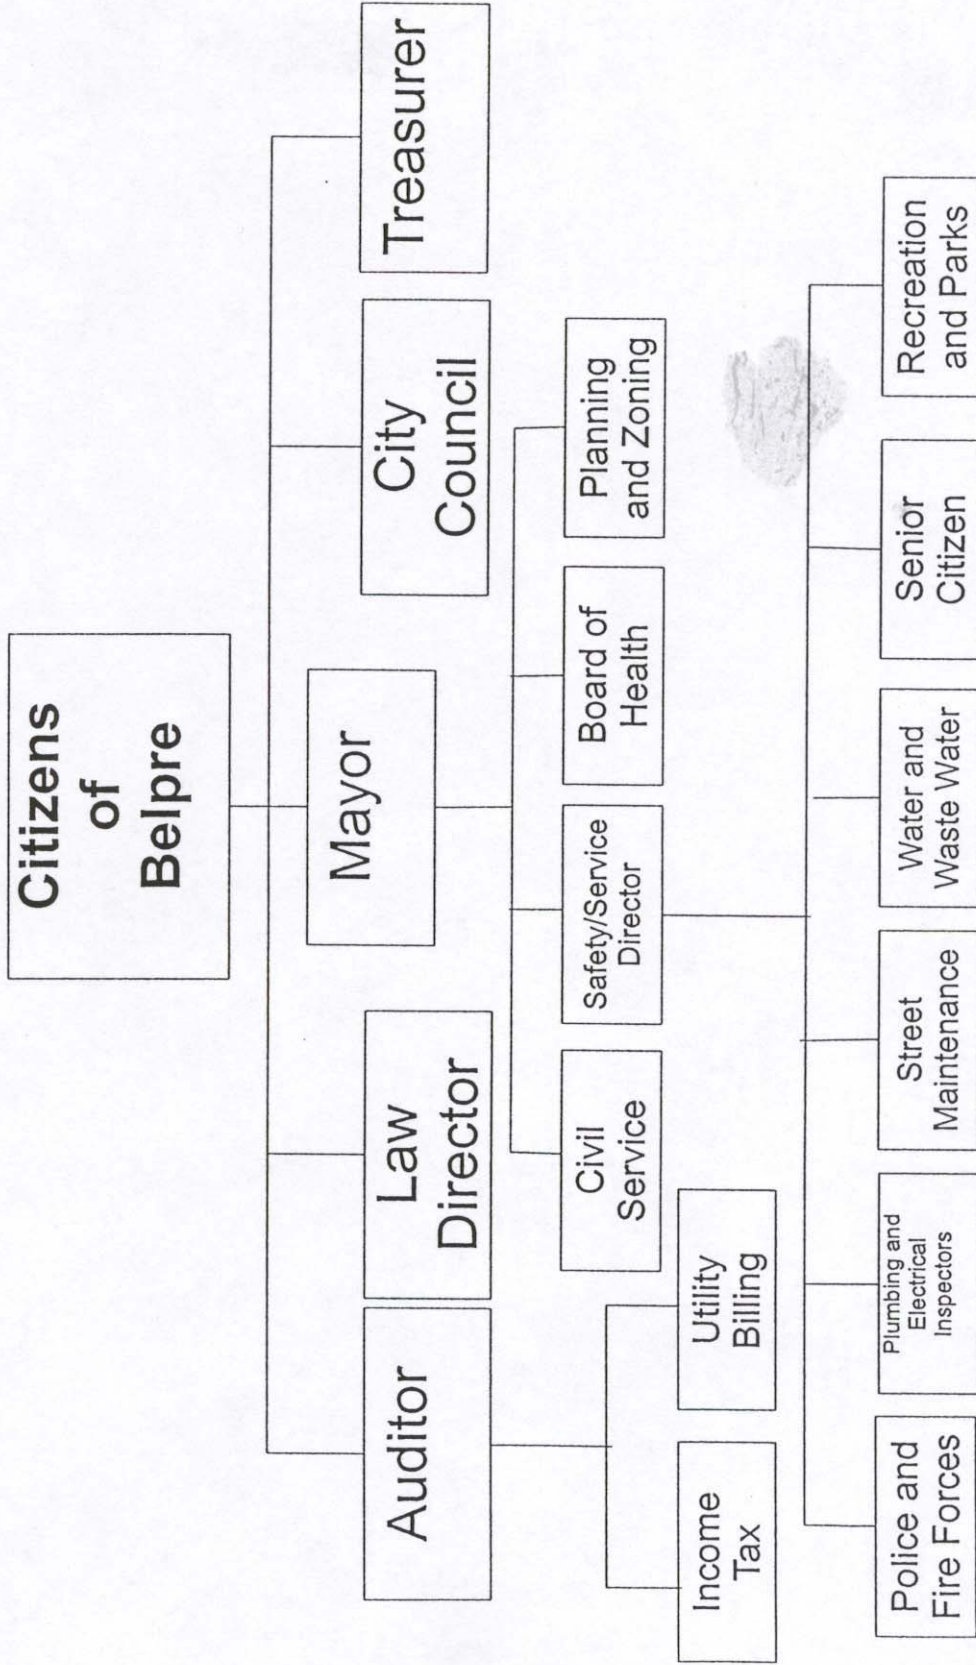 Citizens
of
Belpre
Auditor
Law
Director
Mayor
City
Council
Treasurer
Civil
Service
Safety/Service
Director
Board of
Health
Planning
and Zoning
Income
Tax
Utility
Billing
Police and
Fire Forces
Plumbing and
Electrical
Inspectors
Street
Maintenance
Water and
Waste Water
Senior
Citizen
Recreation
and Parks